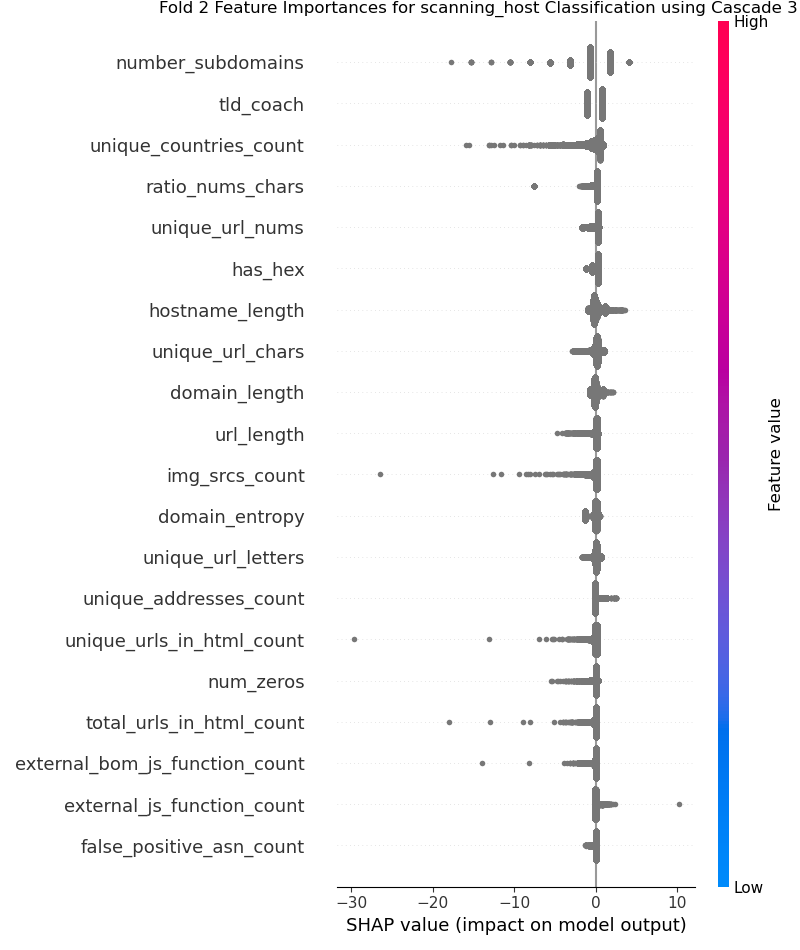 Fold 2 Feature Importances for scanning_host Classification using Cascade 3
High
number_subdomains
tld_coach
unique_countries_count
ratio_nums_chars
unique_url_nums
has_hex
hostname_length
unique_url_chars
domain_length
url_length
img_srcs_count
domain_entropy
unique_url_letters
unique_addresses_count
unique_urls_in_html_count
num_zeros
total_urls_in_html_count
external_bom_js_function_count
external_js_function_count
false_positive_asn_count
Feature value
Low
−30 −20 −10 0 10
SHAP value (impact on model output)